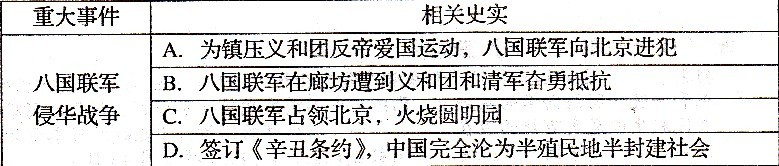 重大事件 相关史实
八国联军
侵华战争
A. 为镇压义和团反帝爱国运动，八国联军向北京进犯
B. 八国联军在廊坊遭到义和团和清军奋勇抵抗
C. 八国联军占领北京，火烧圆明园
D. 签订《辛丑条约》，中国完全沦为半殖民地半封建社会